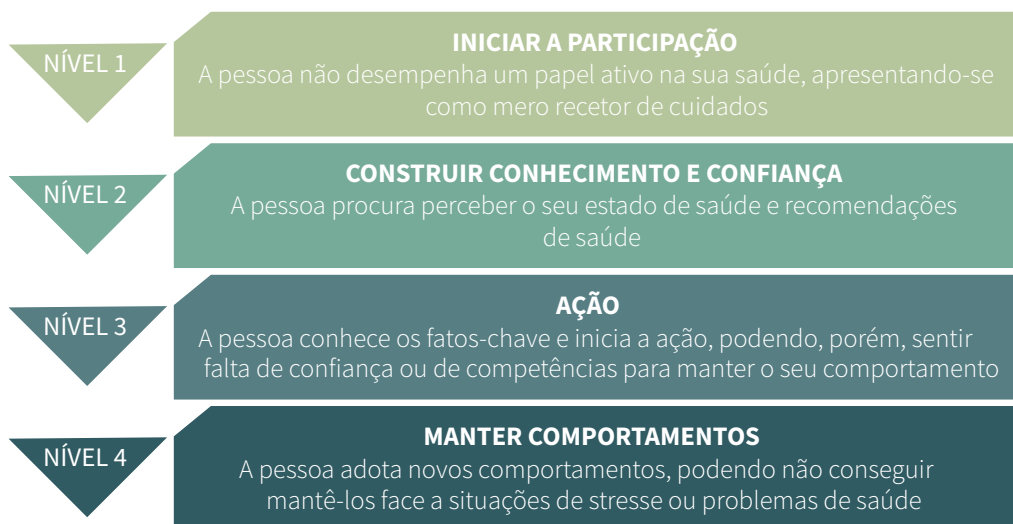 NÍVEL 1
INICIAR A PARTICIPAÇÃO
A pessoa não desempenha um papel ativo na sua saúde, apresentando-se
como mero recetor de cuidados
NÍVEL 2
CONSTRUIR CONHECIMENTO E CONFIANÇA
A pessoa procura perceber o seu estado de saúde e recomendações
de saúde
NÍVEL 3
AÇÃO
A pessoa conhece os fatos-chave e inicia a ação, podendo, porém, sentir
falta de confiança ou de competências para manter o seu comportamento
NÍVEL 4
MANTER COMPORTAMENTOS
A pessoa adota novos comportamentos, podendo não conseguir
mantê-los face a situações de stresse ou problemas de saúde